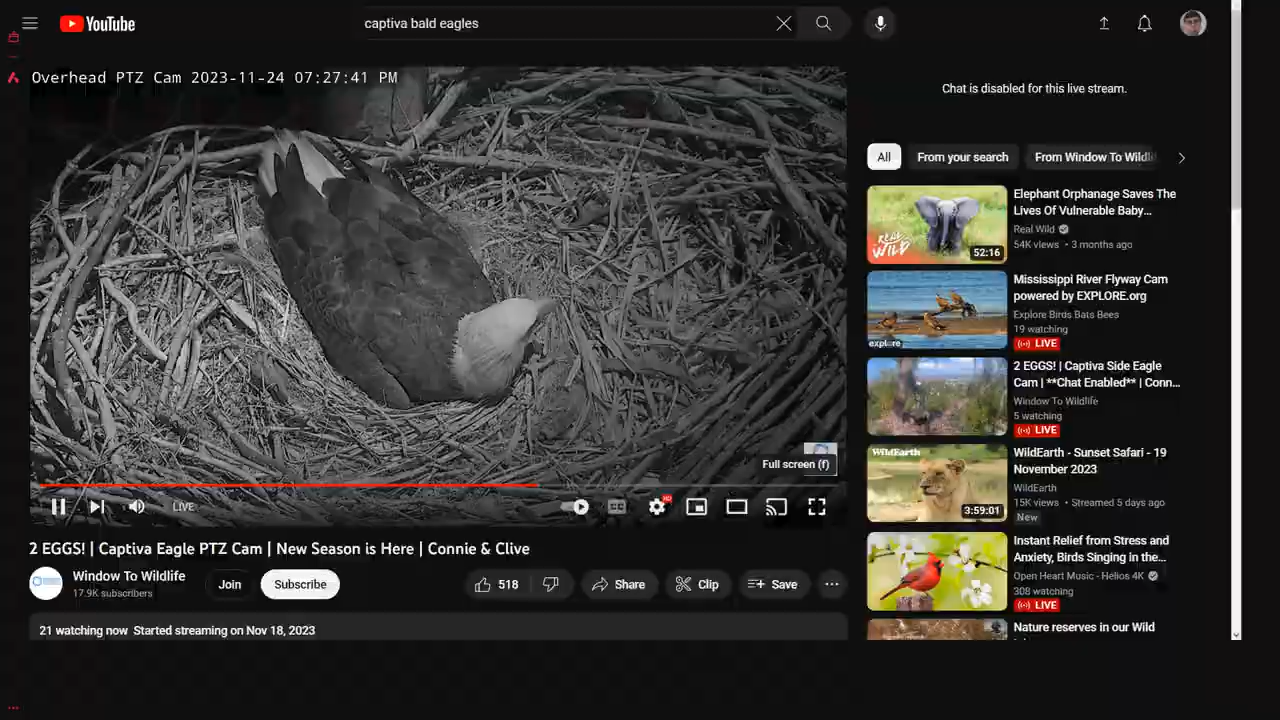 YouTube
captiva bald eagles
Overhead PTZ Cam 2023-11-24 07:27:41 PM
Full screen (f)
LIVE
HD
2 EGGS! | Captiva Eagle PTZ Cam | New Season is Here | Connie & Clive
Window To Wildlife
17.9K subscribers
Join
Subscribe
518
Share
Clip
Save
21 watching now Started streaming on Nov 18, 2023
Chat is disabled for this live stream.
All
From your search
From Window To Wildli
REAL WILD
52:16
Elephant Orphanage Saves The
Lives Of Vulnerable Baby...
Real Wild
54K views • 3 months ago
explore
Mississippi River Flyway Cam
powered by EXPLORE.org
Explore Birds Bats Bees
19 watching
LIVE
2 EGGS! | Captiva Side Eagle
Cam | **Chat Enabled** | Conn...
Window To Wildlife
5 watching
LIVE
WildEarth
3:59:01
WildEarth - Sunset Safari - 19
November 2023
WildEarth
15K views • Streamed 5 days ago
New
Instant Relief from Stress and
Anxiety, Birds Singing in the...
Open Heart Music - Helios 4K
308 watching
LIVE
Nature reserves in our Wild